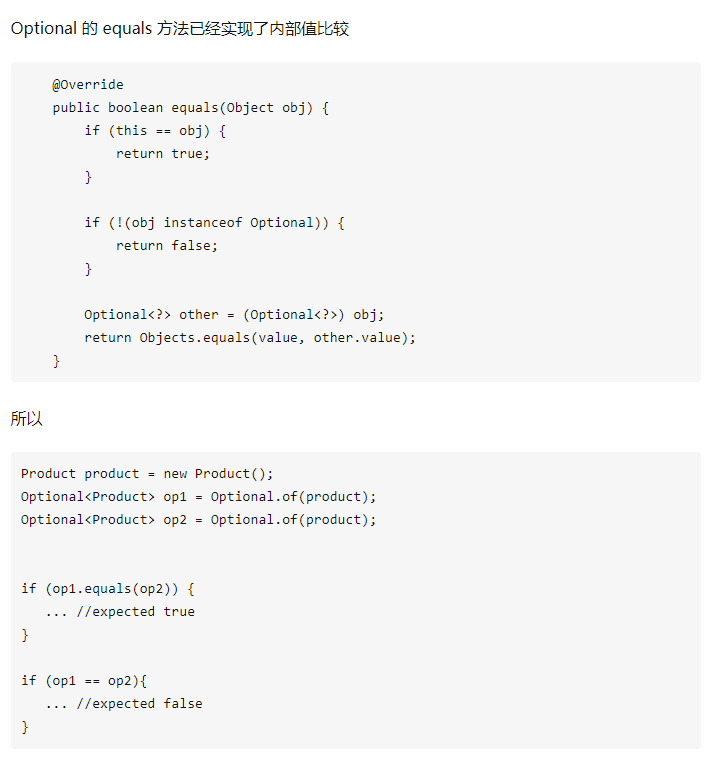 Optional 的 equals 方法已经实现了内部值比较
@Override
public boolean equals(Object obj) {
if (this == obj) {
return true;
}
if (!(obj instanceof Optional)) {
return false;
}
Optional<?> other = (Optional<?>) obj;
return Objects.equals(value, other.value);
}
所以
Product product = new Product();
Optional<Product> op1 = Optional.of(product);
Optional<Product> op2 = Optional.of(product);
if (op1.equals(op2)) {
... //expected true
}
if (op1 == op2){
... //expected false
}